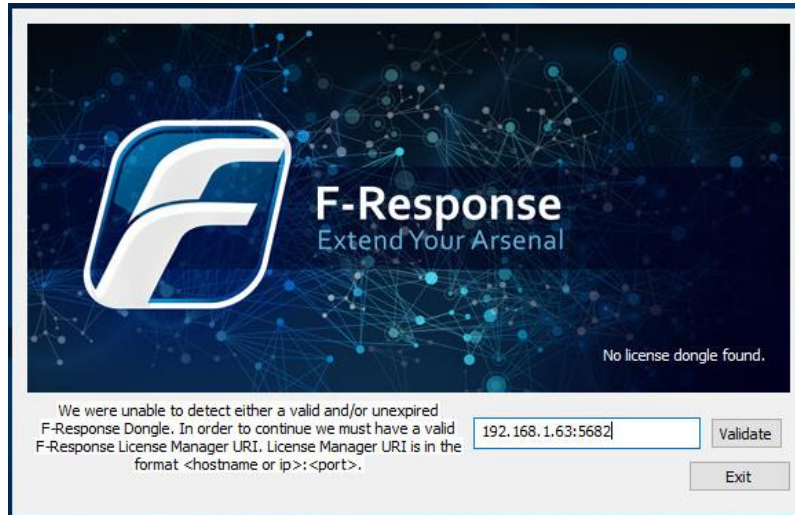 F-Response
Extend Your Arsenal
No license dongle found.
We were unable to detect either a valid and/or unexpired
F-Response Dongle. In order to continue we must have a valid
F-Response License Manager URI. License Manager URI is in the
format <hostname or ip>:<port>.
192.168.1.63:5682
Validate
Exit